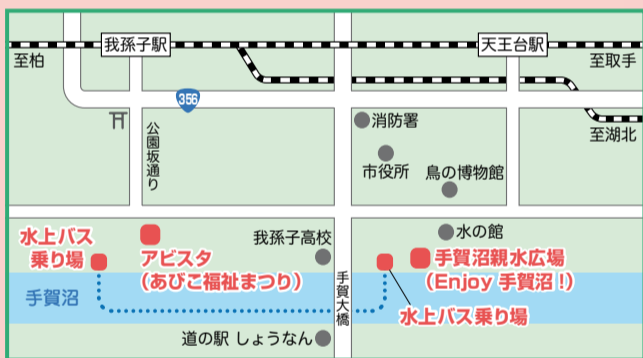 我孫子駅
天王台駅
至柏
至取手
356
至湖北
公園坂通り
消防署
市役所
鳥の博物館
水上バス
乗り場
アビスタ
(あびこ福祉まつり)
我孫子高校
水の館
手賀沼親水広場
(Enjoy 手賀沼!)
手賀沼
手賀大橋
水上バス乗り場
道の駅 しょうなん